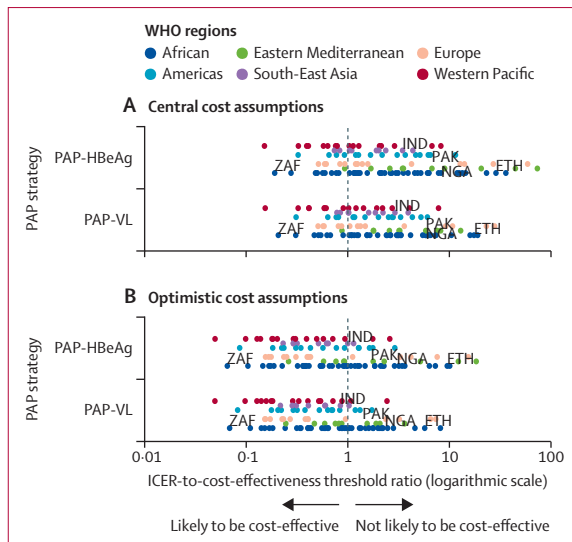 WHO regions
African
Eastern Mediterranean
Europe
Americas
South-East Asia
Western Pacific
A Central cost assumptions
PAP strategy
PAP-HBeAg
IND
PAK
ZAF
NGA
ETH
PAP-VL
IND
ZAF
PAK
NGA
ETH
B Optimistic cost assumptions
PAP strategy
PAP-HBeAg
IND
ZAF
PAK
NGA
ETH
PAP-VL
IND
ZAF
PAK
NGA
ETH
0·01 0·1 1 10 100
ICER-to-cost-effectiveness threshold ratio (logarithmic scale)
Likely to be cost-effective
Not likely to be cost-effective